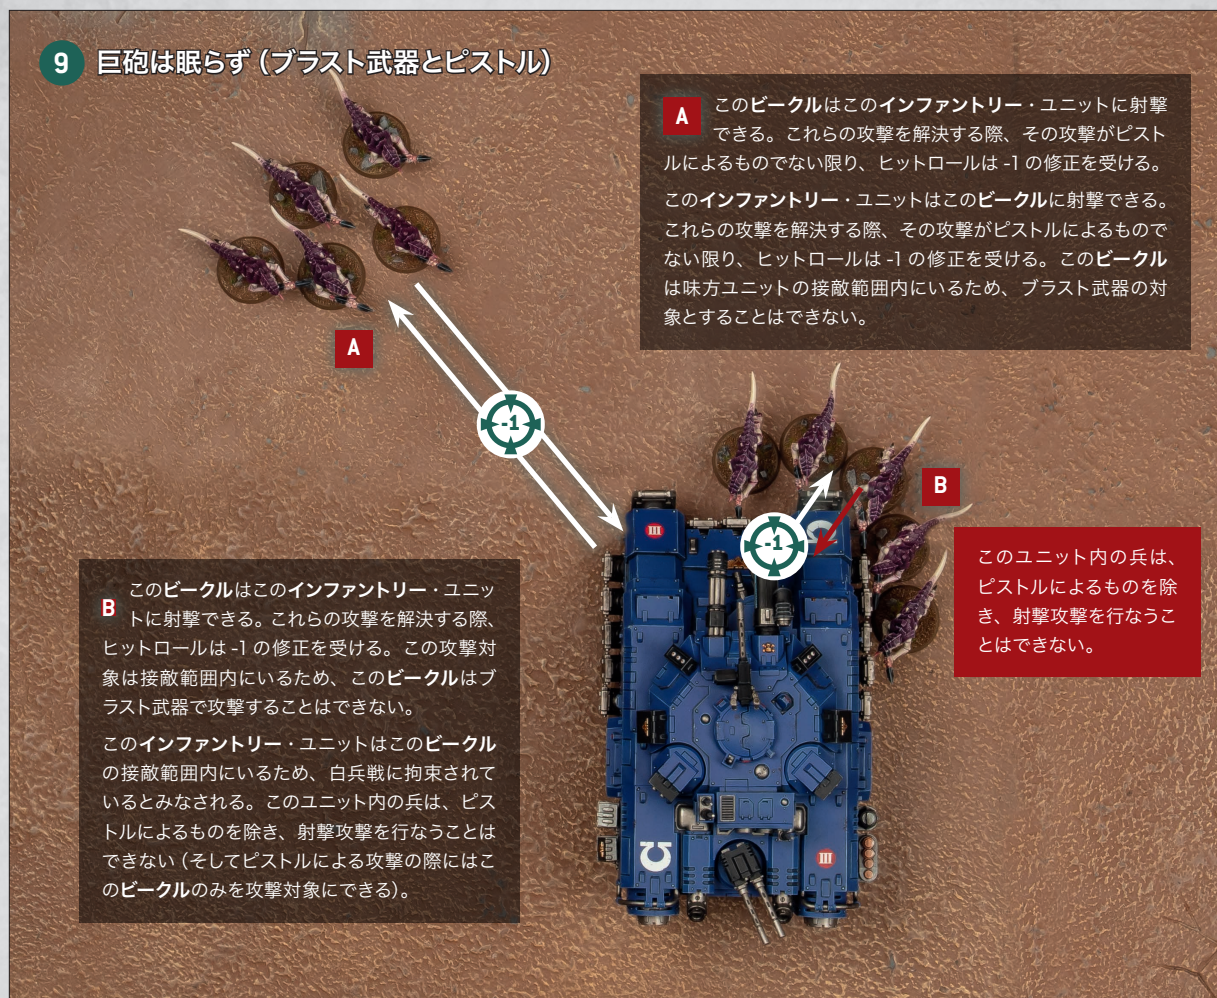 9 巨砲は眠らず（ブラスト武器とピストル）
A このビークルはこのインファントリー・ユニットに射撃
できる。これらの攻撃を解決する際、その攻撃がピスト
ルによるものでない限り、ヒットロールは -1 の修正を受ける。
このインファントリー・ユニットはこのビークルに射撃できる。
これらの攻撃を解決する際、その攻撃がピストルによるもので
ない限り、ヒットロールは -1 の修正を受ける。このビークル
は味方ユニットの接敵範囲内にいるため、ブラスト武器の対
象とすることはできない。
A
-1
B
-1
III
このユニット内の兵は、
ピストルによるものを除
き、射撃攻撃を行なうこ
とはできない。
B このビークルはこのインファントリー・ユニッ
トに射撃できる。これらの攻撃を解決する際、
ヒットロールは -1 の修正を受ける。この攻撃対
象は接敵範囲内にいるため、このビークルはブ
ラスト武器で攻撃することはできない。
このインファントリー・ユニットはこのビークル
の接敵範囲内にいるため、白兵戦に拘束されて
いるとみなされる。このユニット内の兵は、ピス
トルによるものを除き、射撃攻撃を行なうことは
できない（そしてピストルによる攻撃の際にはこ
のビークルのみを攻撃対象にできる）。
III